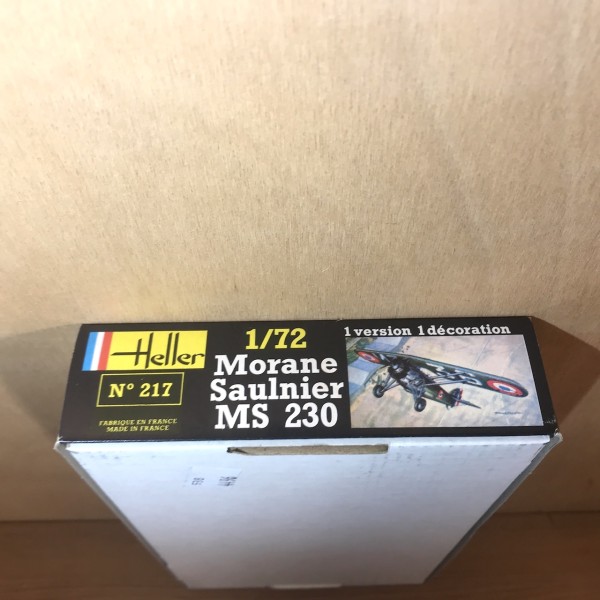 Heller
N° 217
FABRIQUE EN FRANCE
MADE IN FRANCE
1/72
Morane
Saulnier
MS 230
1 version 1 décoration